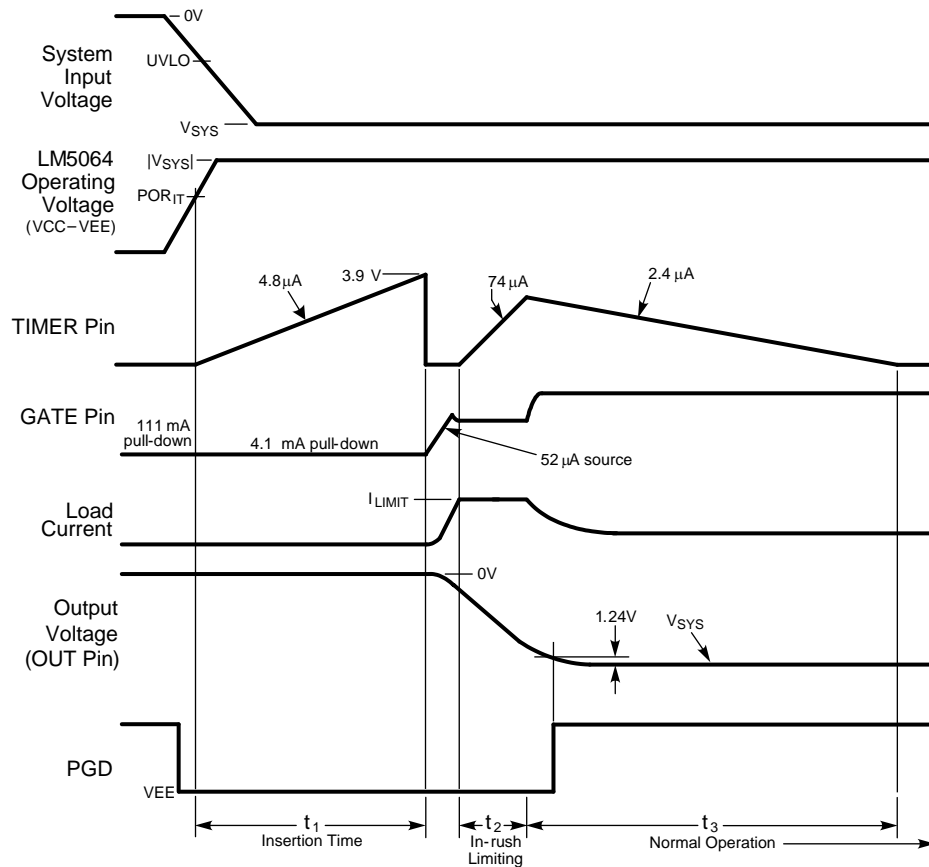 0V
System
Input
Voltage
UVLO
VSYS
LM5064
Operating
Voltage
(VCC–VEE)
|VSYS|
PORIT
TIMER Pin
4.8 µA
3.9 V
74 µA
2.4 µA
GATE Pin
111 mA
pull-down
4.1 mA pull-down
52 µA source
Load
Current
ILIMIT
0V
Output
Voltage
(OUT Pin)
1.24V
VSYS
PGD
VEE
t1
Insertion Time
t2
In-rush
Limiting
t3
Normal Operation